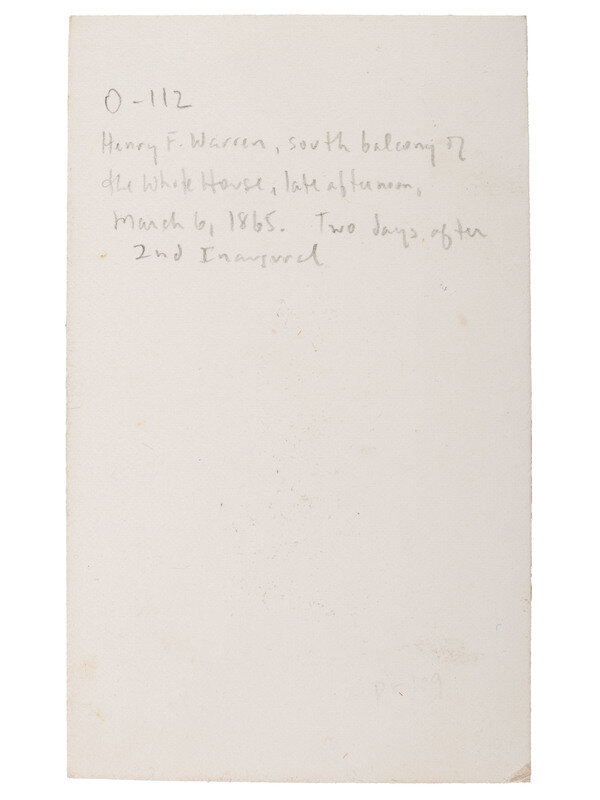 O-112
Henry F. Warren, south balcony of
the White House, late afternoon,
March 6, 1865. Two days after
2nd Inaugural